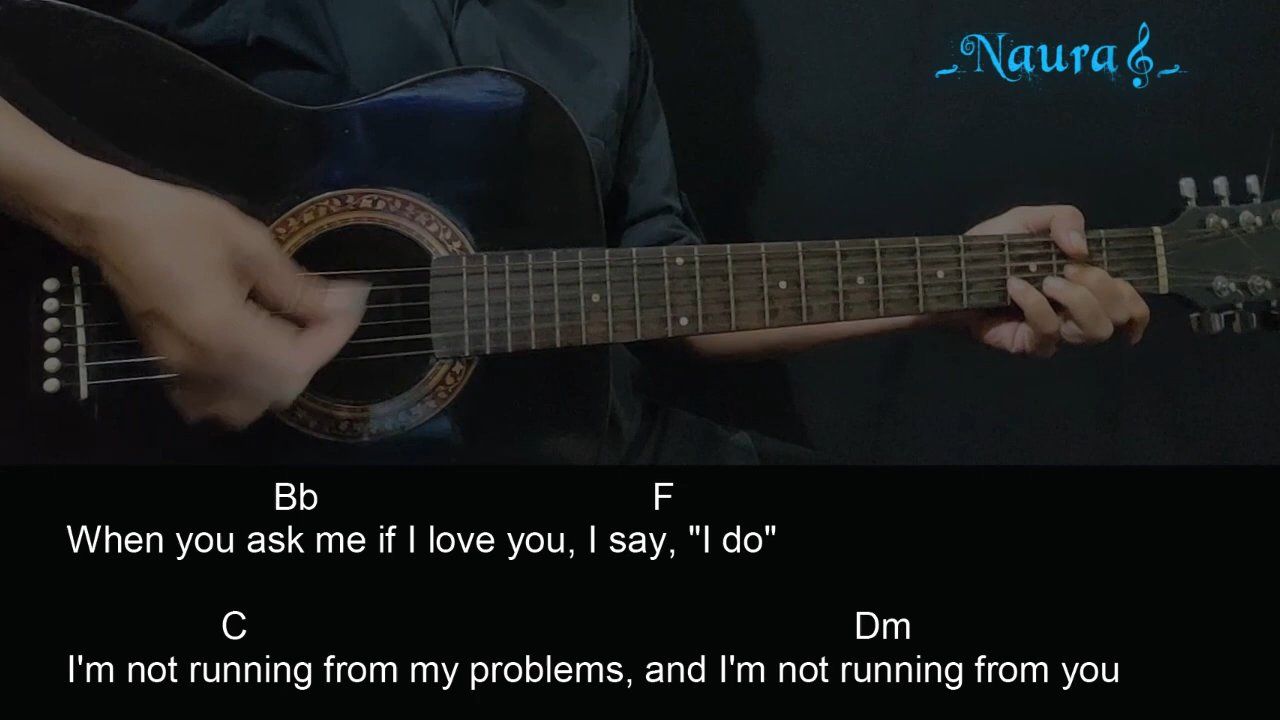 Naura
Bb F
When you ask me if I love you, I say, "I do"
C Dm
I'm not running from my problems, and I'm not running from you